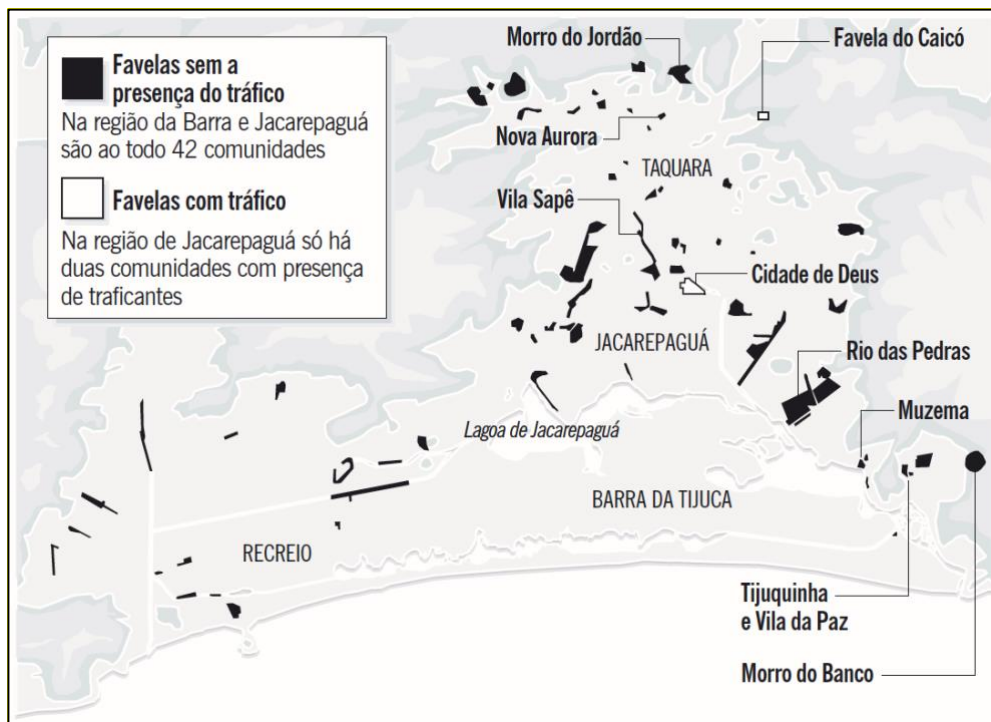 Favelas sem a
presença do tráfico
Na região da Barra e Jacarepaguá
são ao todo 42 comunidades
Favelas com tráfico
Na região de Jacarepaguá só há
duas comunidades com presença
de traficantes
Morro do Jordão
Favela do Caicó
Nova Aurora
TAQUARA
Vila Sapê
Cidade de Deus
JACAREPAGUÁ
Rio das Pedras
Muzema
Lagoa de Jacarepaguá
BARRA DA TIJUCA
RECREIO
Tijuquinha
e Vila da Paz
Morro do Banco